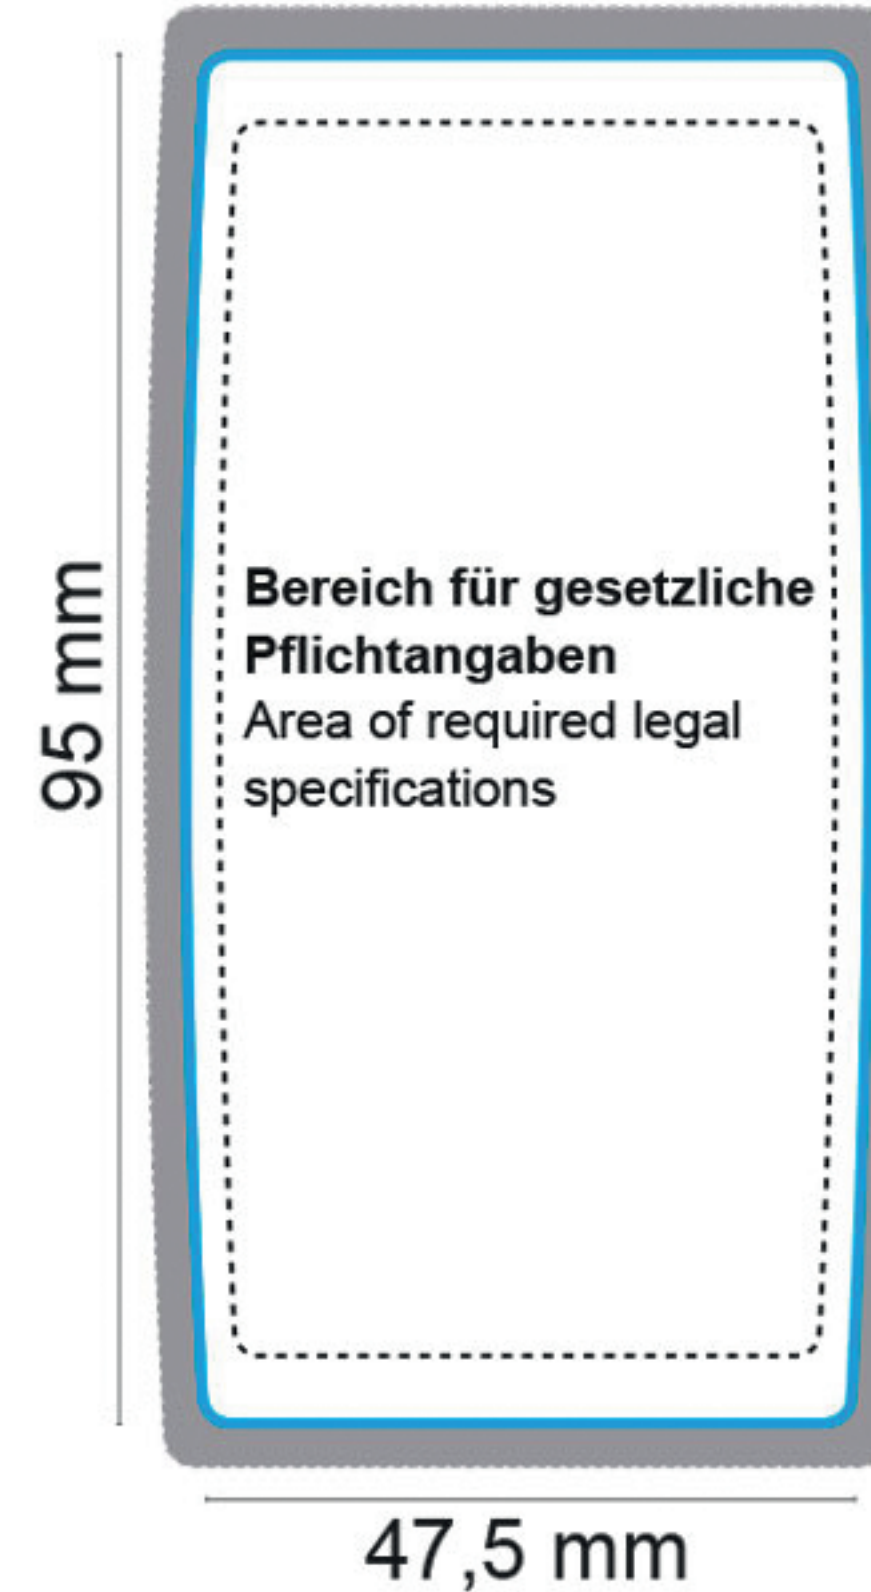 95 mm
Bereich für gesetzliche
Pflichtangaben
Area of required legal
specifications
47,5 mm